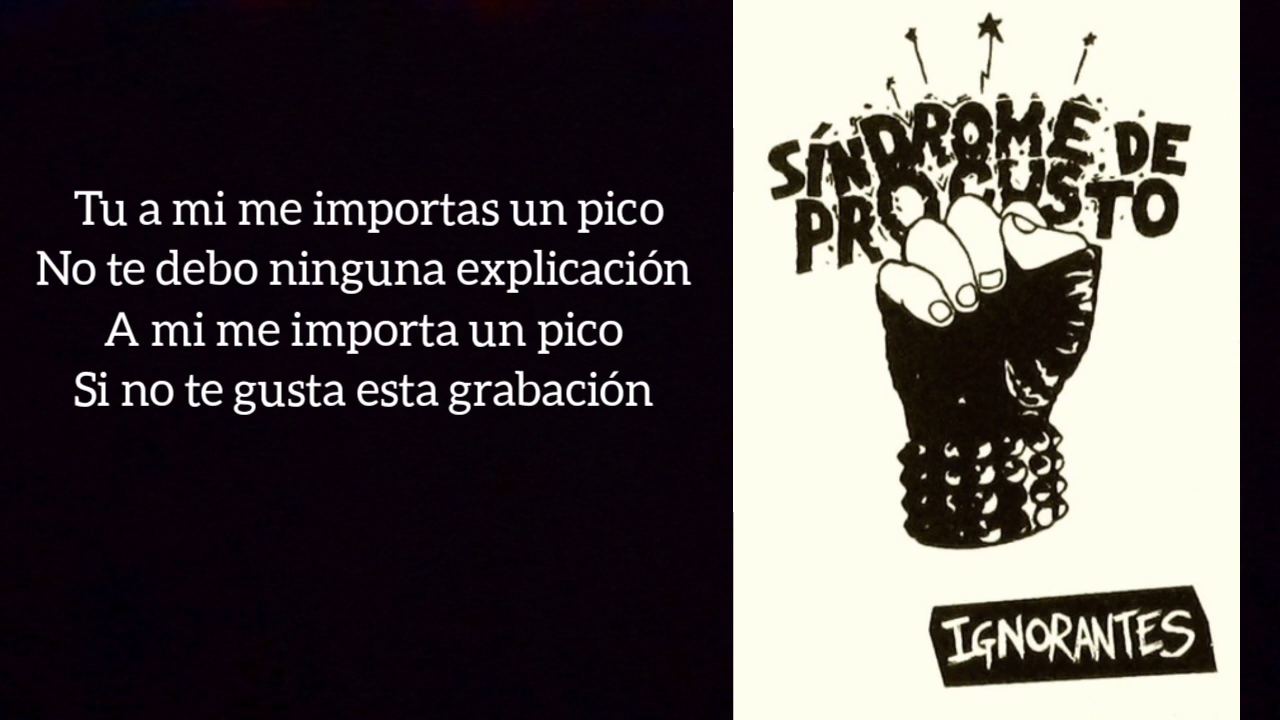 Tu a mi me importas un pico
No te debo ninguna explicación
A mi me importa un pico
Si no te gusta esta grabación
SÍNDROME DE
PROCUSTO
IGNORANTES